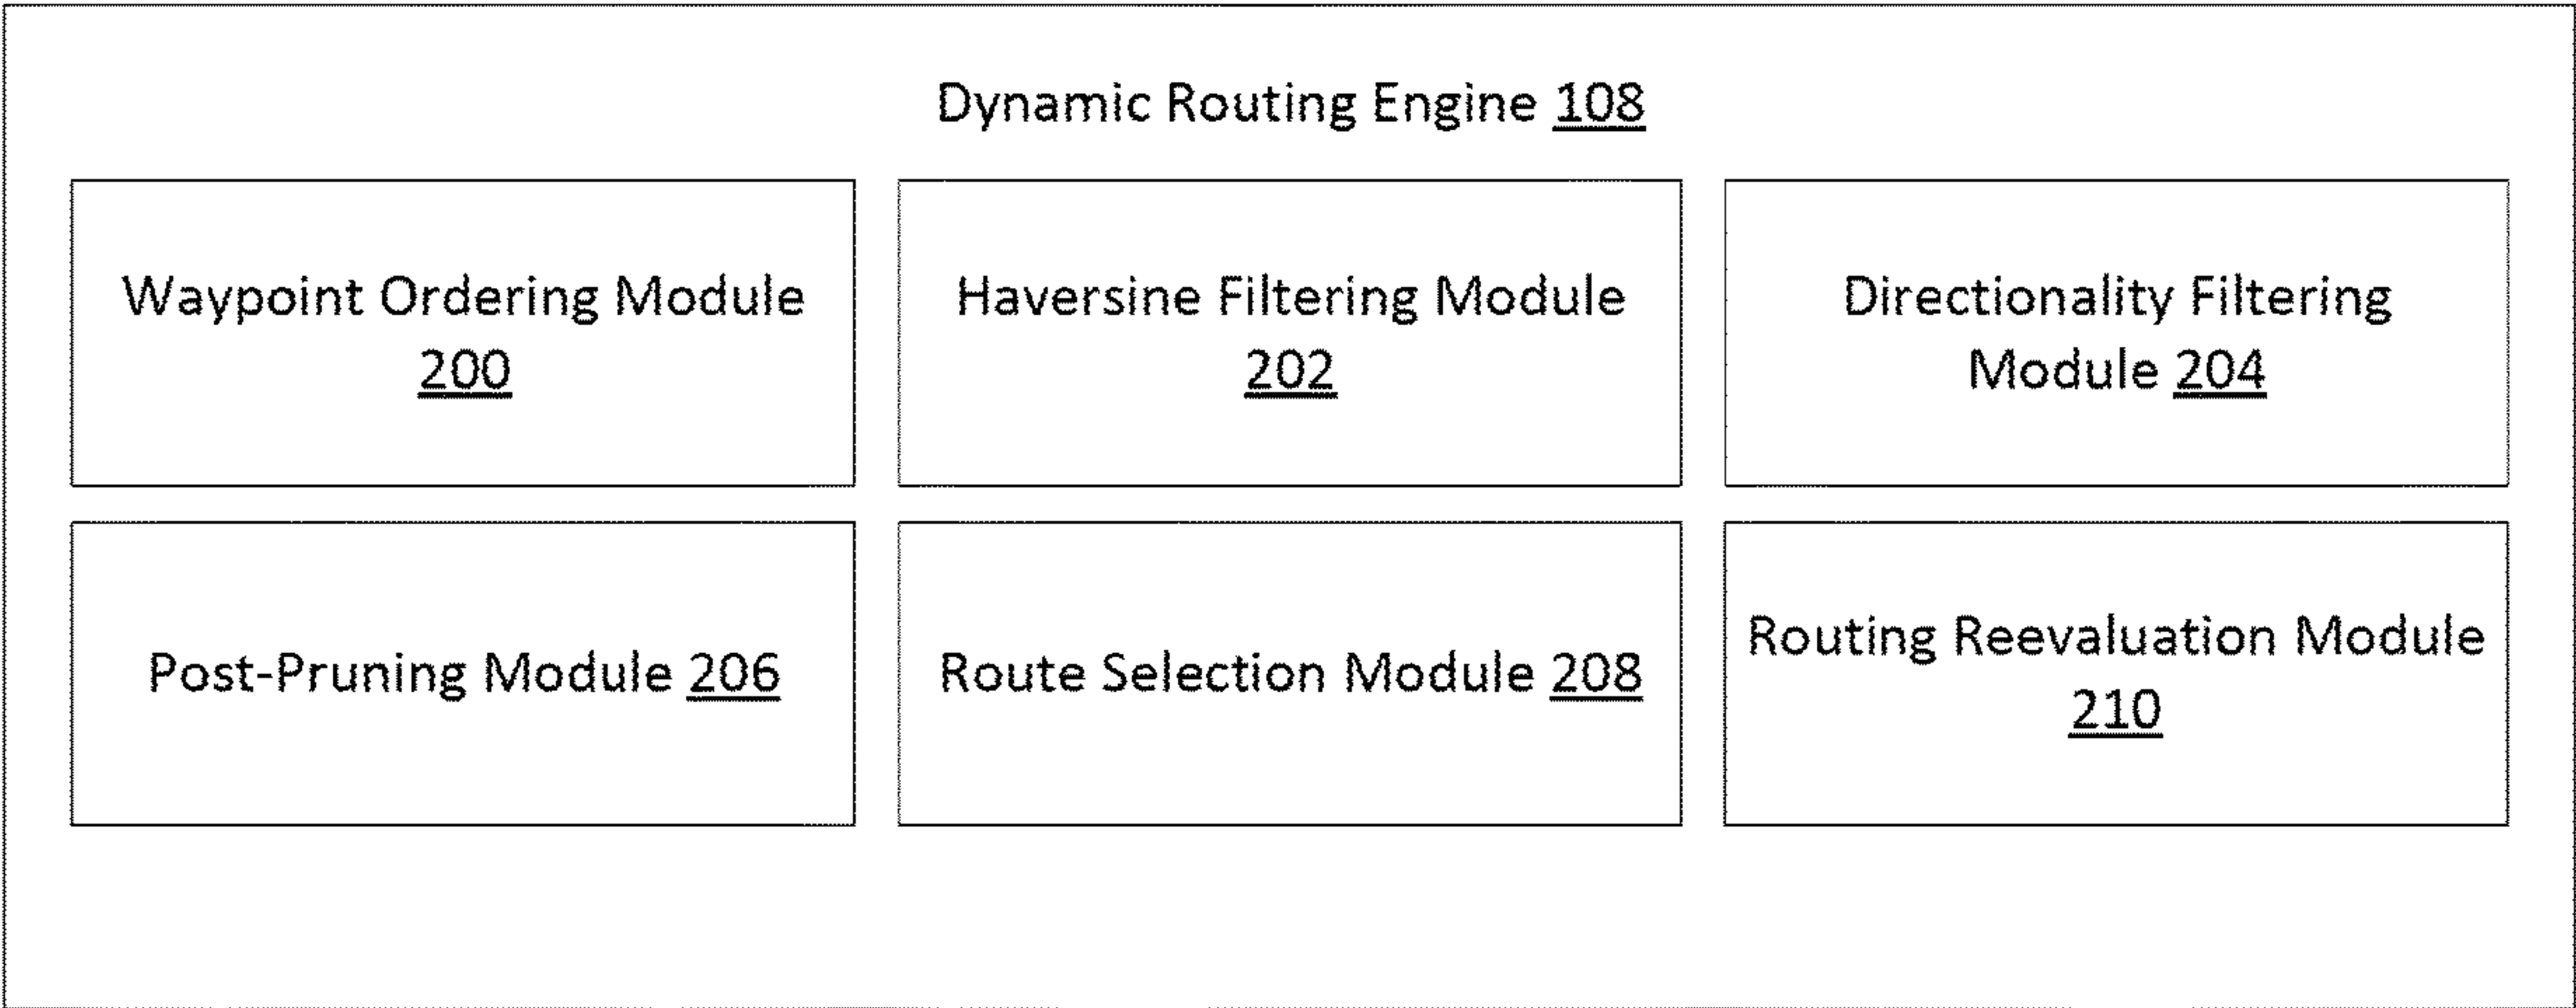 Dynamic Routing Engine 108
Waypoint Ordering Module
200
Haversine Filtering Module
202
Directionality Filtering
Module 204
Post-Pruning Module 206
Route Selection Module 208
Routing Reevaluation Module
210